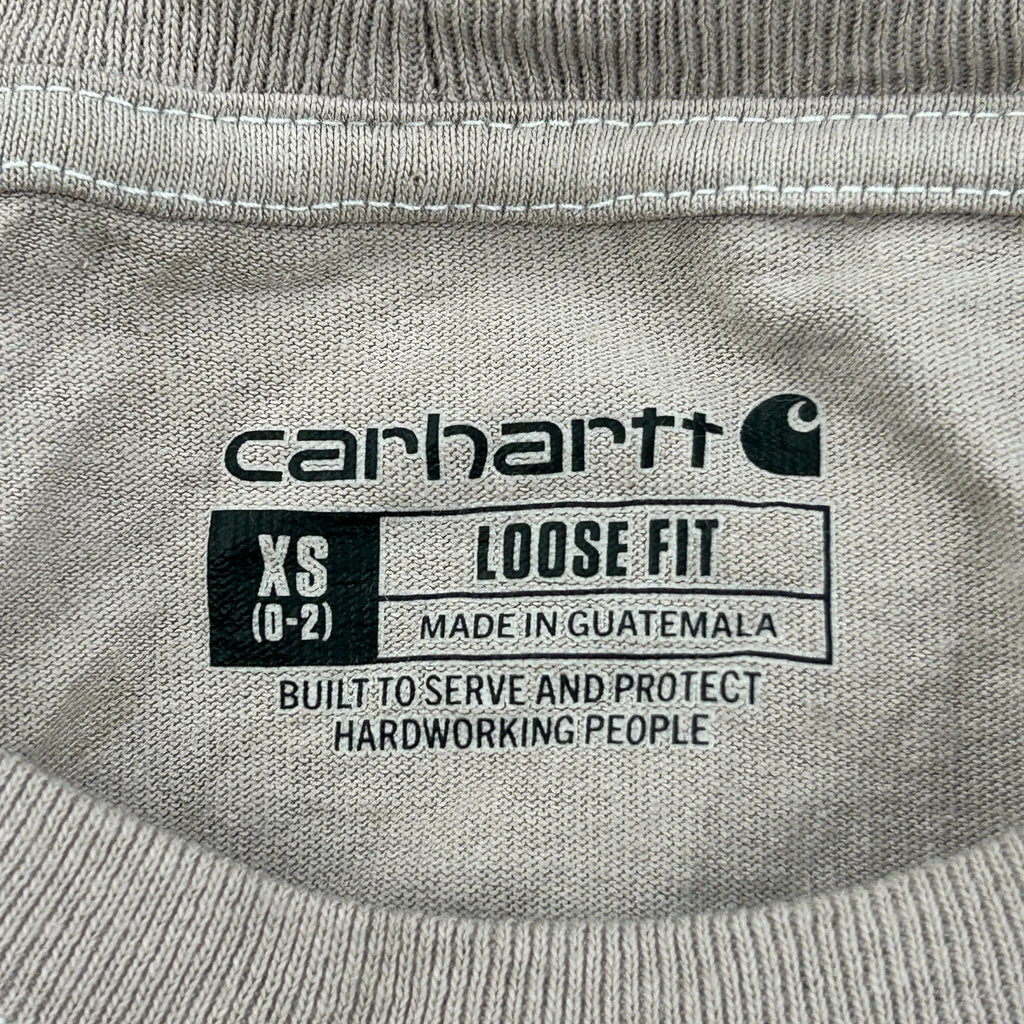 carhartt
XS
(0-2)
LOOSE FIT
MADE IN GUATEMALA
BUILT TO SERVE AND PROTECT
HARDWORKING PEOPLE